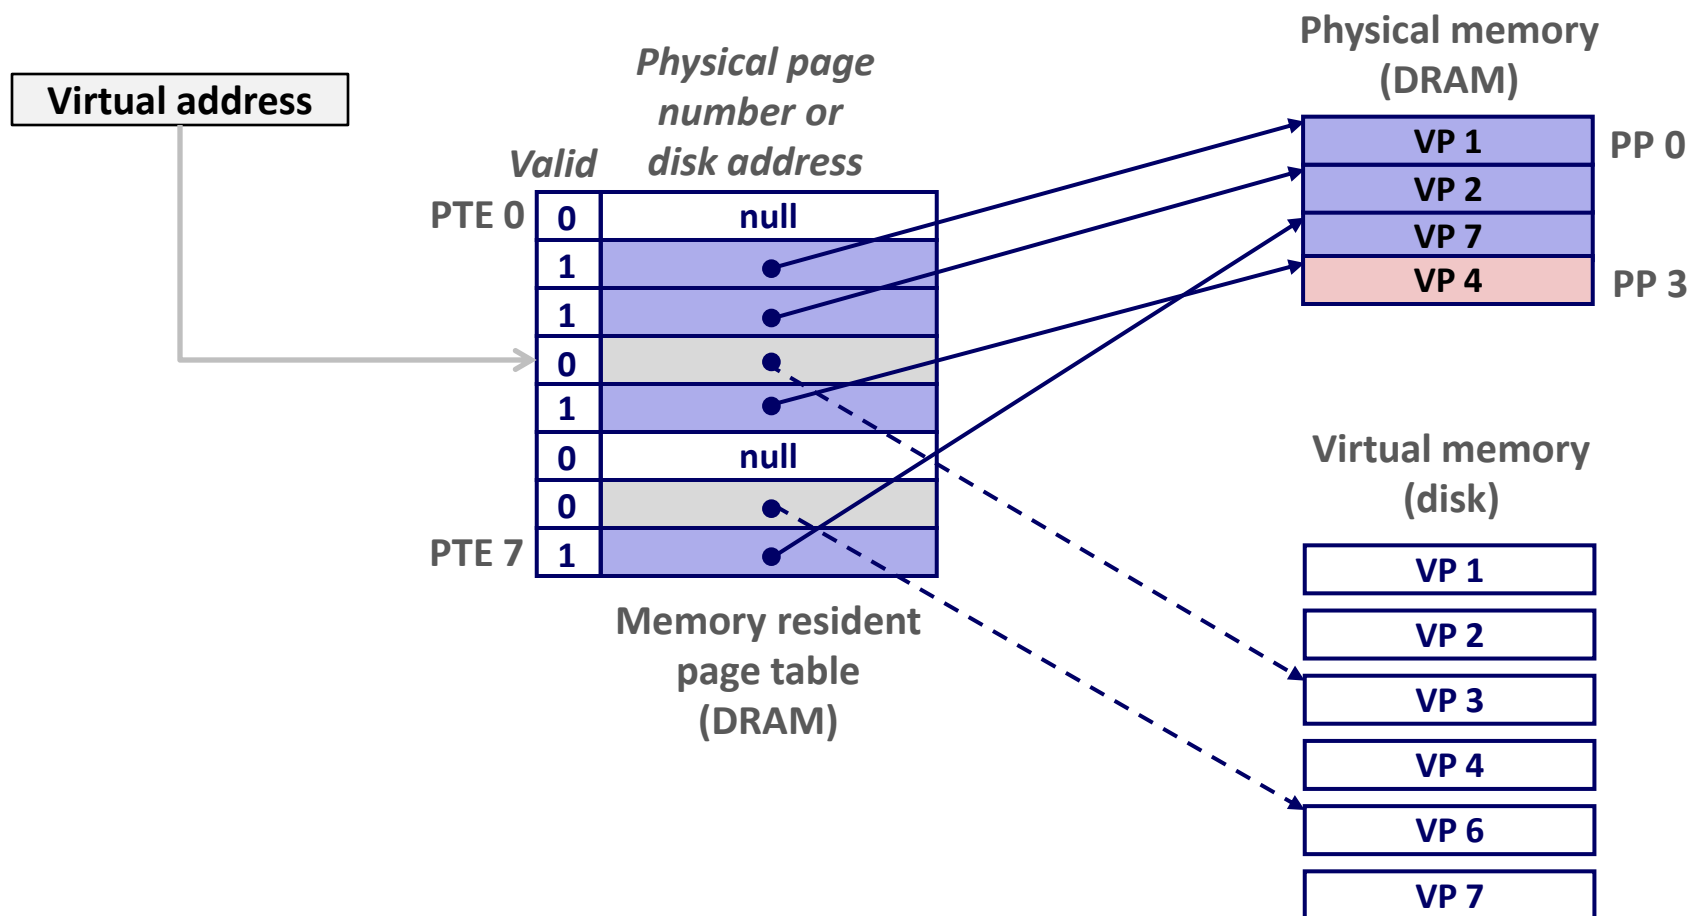 Virtual address
Physical page
number or
disk address
Valid
PTE 0
0
null
1
1
0
1
0
null
0
PTE 7
1
Memory resident
page table
(DRAM)
Physical memory
(DRAM)
VP 1
PP 0
VP 2
VP 7
VP 4
PP 3
Virtual memory
(disk)
VP 1
VP 2
VP 3
VP 4
VP 6
VP 7